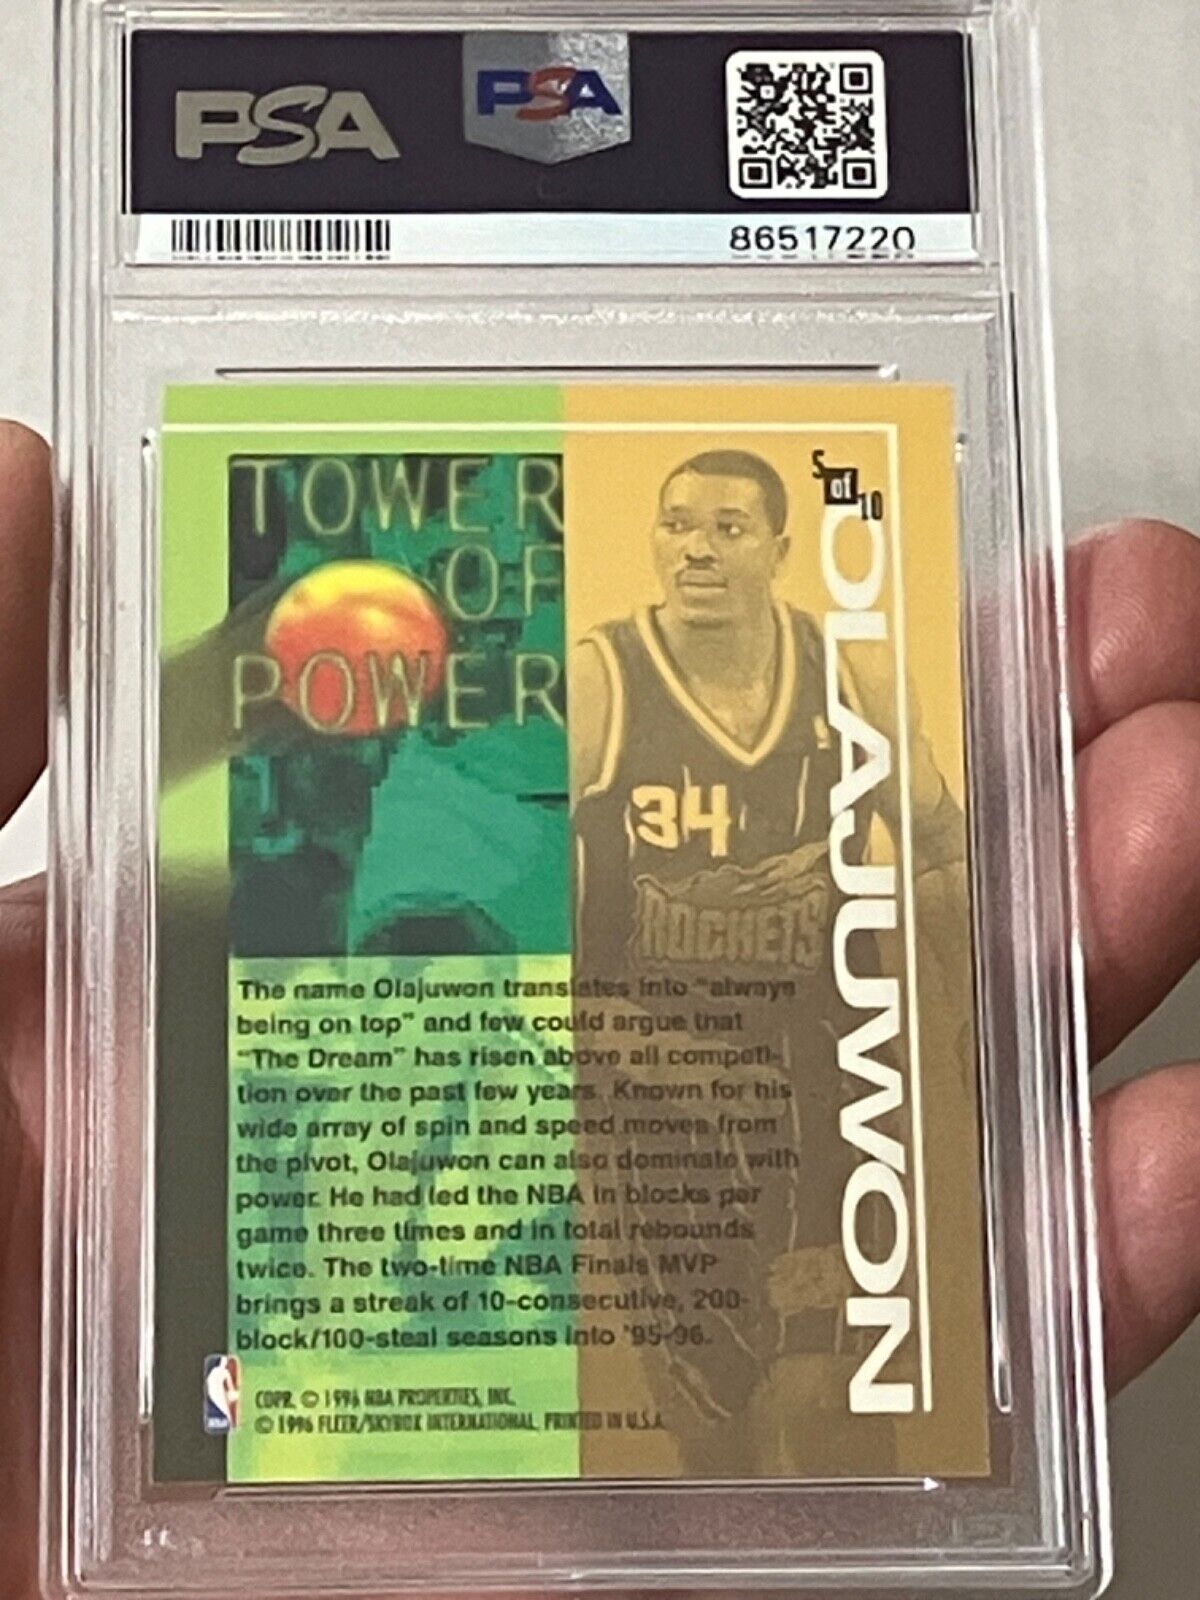 PSA
PSA
86517220
TOWER
OF
POWER
5 of 10
OLAJUWON
34
ROCKETS
The name Olajuwon translates into "always
being on top" and few could argue that
"The Dream" has risen above all competi-
tion over the past few years. Known for his
wide array of spin and speed moves from
the pivot, Olajuwon can also dominate with
power. He had led the NBA in blocks per
game three times and in total rebounds
twice. The two-time NBA Finals MVP
brings a streak of 10-consecutive, 200-
block/100-steal seasons into '95-96.
COPR. © 1996 NBA PROPERTIES, INC.
© 1996 FLEER/SKYBOX INTERNATIONAL. PRINTED IN U.S.A.